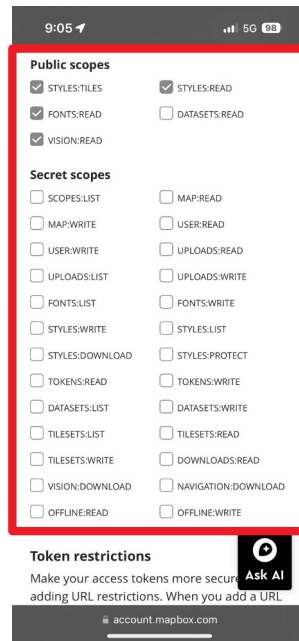 9:05
5G 98
Public scopes
STYLES:TILES STYLES:READ
FONTS:READ DATASETS:READ
VISION:READ
Secret scopes
SCOPES:LIST MAP:READ
MAP:WRITE USER:READ
USER:WRITE UPLOADS:READ
UPLOADS:LIST UPLOADS:WRITE
FONTS:LIST FONTS:WRITE
STYLES:WRITE STYLES:LIST
STYLES:DOWNLOAD STYLES:PROTECT
TOKENS:READ TOKENS:WRITE
DATASETS:LIST DATASETS:WRITE
TILESETS:LIST TILESETS:READ
TILESETS:WRITE DOWNLOADS:READ
VISION:DOWNLOAD NAVIGATION:DOWNLOAD
OFFLINE:READ OFFLINE:WRITE
Token restrictions
Make your access tokens more secure
adding URL restrictions. When you add a URL
Ask AI
account.mapbox.com